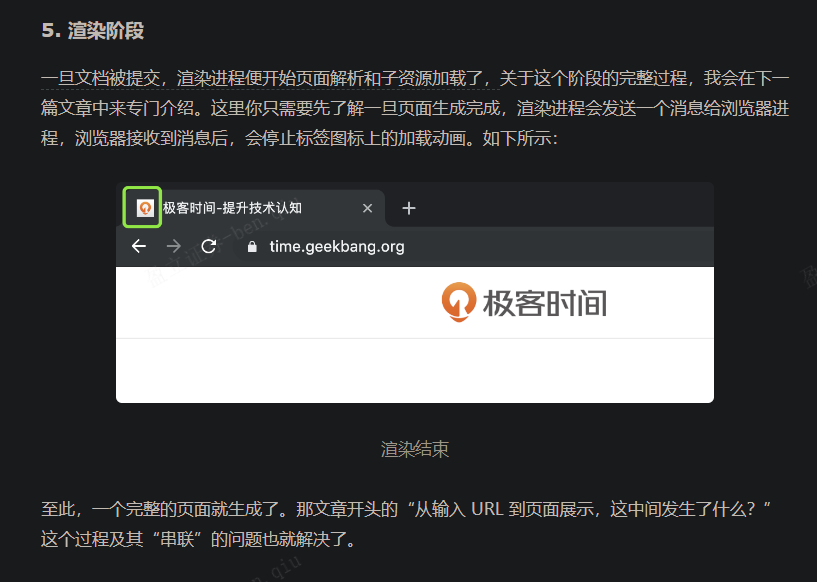 5. 渲染阶段
一旦文档被提交，渲染进程便开始页面解析和子资源加载了，关于这个阶段的完整过程，我会在下一
篇文章中来专门介绍。这里你只需要先了解一旦页面生成完成，渲染进程会发送一个消息给浏览器进
程，浏览器接收到消息后，会停止标签图标上的加载动画。如下所示：
极客时间-提升技术认知
time.geekbang.org
极客时间
渲染结束
至此，一个完整的页面就生成了。那文章开头的“从输入 URL 到页面展示，这中间发生了什么？”
这个过程及其“串联”的问题也就解决了。